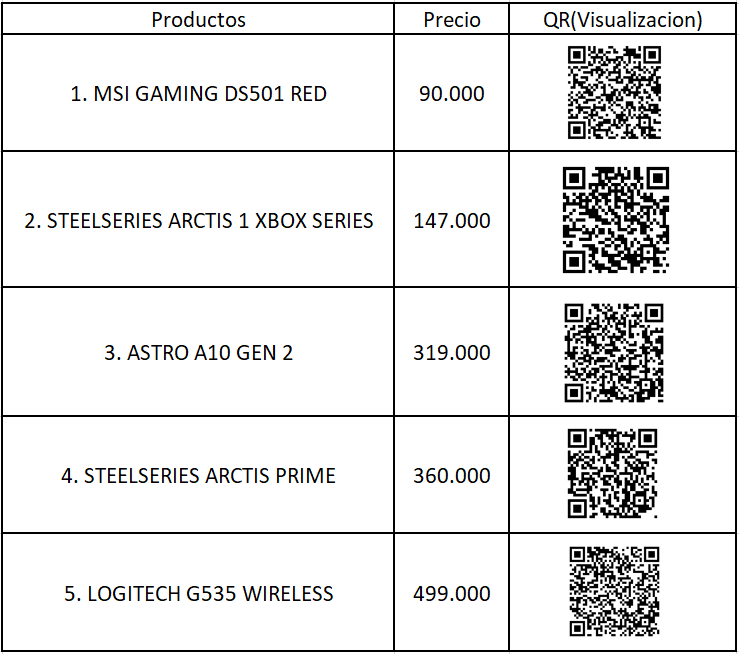 Productos Precio QR(Visualizacion)
1. MSI GAMING DS501 RED 90.000
2. STEELSERIES ARCTIS 1 XBOX SERIES 147.000
3. ASTRO A10 GEN 2 319.000
4. STEELSERIES ARCTIS PRIME 360.000
5. LOGITECH G535 WIRELESS 499.000